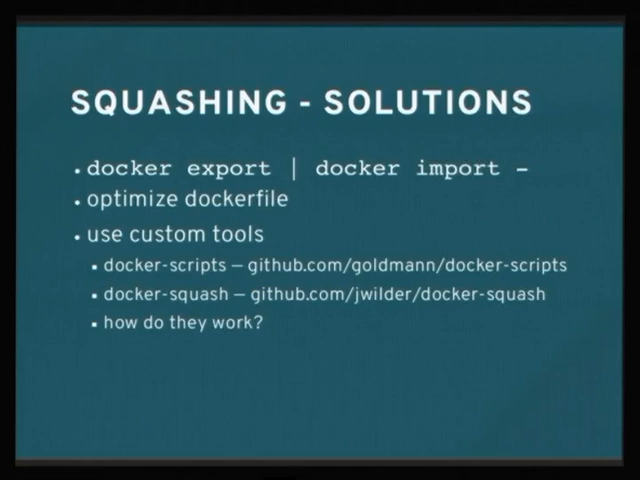 SQUASHING - SOLUTIONS
• docker export | docker import -
• optimize dockerfile
• use custom tools
▪ docker-scripts – github.com/goldmann/docker-scripts
▪ docker-squash – github.com/jwilder/docker-squash
▪ how do they work?